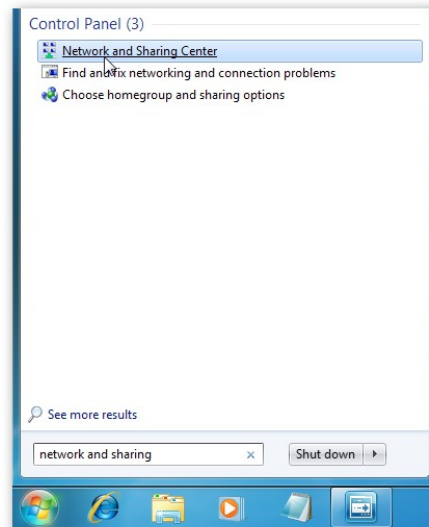 Control Panel (3)
Network and Sharing Center
Find and fix networking and connection problems
Choose homegroup and sharing options
See more results
network and sharing
Shut down